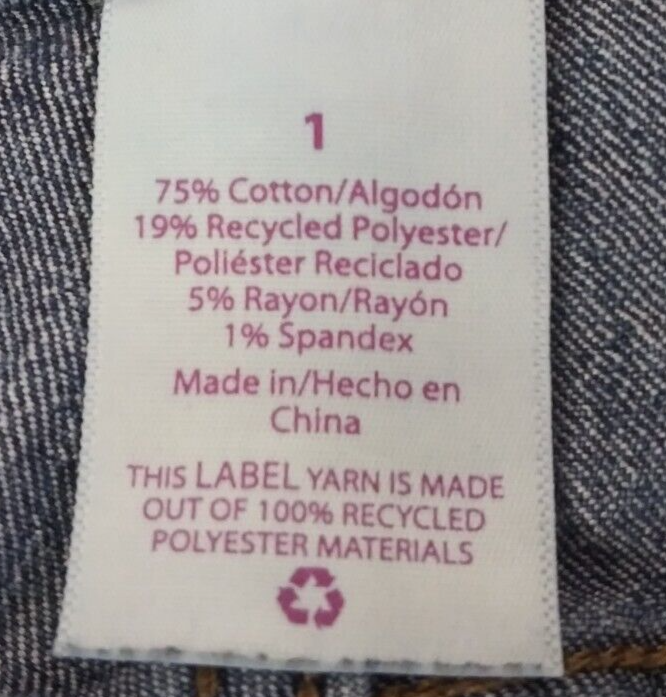 1
75% Cotton/Algodón
19% Recycled Polyester/
Poliéster Reciclado
5% Rayon/Rayón
1% Spandex
Made in/Hecho en
China
THIS LABEL YARN IS MADE
OUT OF 100% RECYCLED
POLYESTER MATERIALS